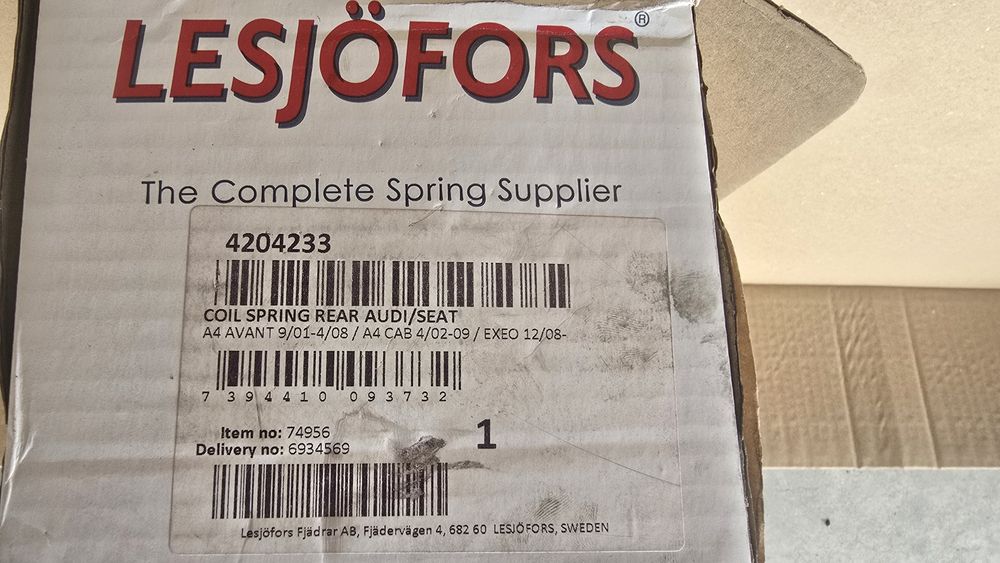 LESJÖFORS®
The Complete Spring Supplier
4204233
COIL SPRING REAR AUDI/SEAT
A4 AVANT 9/01-4/08 / A4 CAB 4/02-09 / EXEO 12/08-
7 394410 093732
Item no: 74956
Delivery no: 6934569
1
Lesjöfors Fjädrar AB, Fjädervägen 4, 682 60 LESJÖFORS, SWEDEN